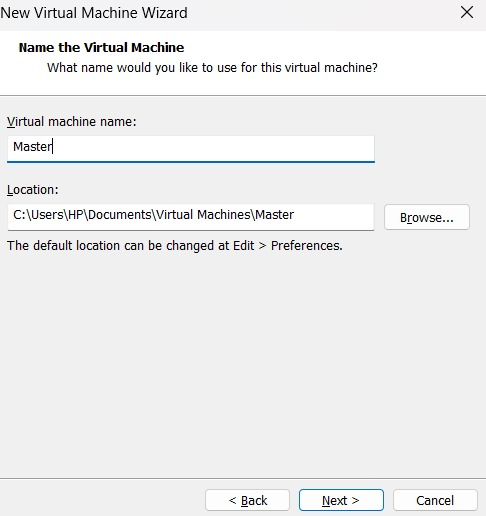 New Virtual Machine Wizard
Name the Virtual Machine
What name would you like to use for this virtual machine?
Virtual machine name:
Master
Location:
C:\Users\HP\Documents\Virtual Machines\Master
Browse...
The default location can be changed at Edit > Preferences.
< Back
Next >
Cancel